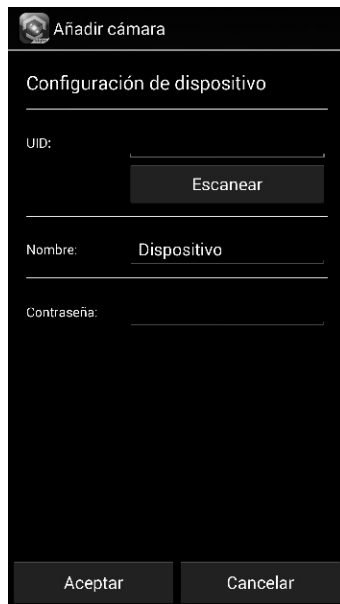 Añadir cámara
Configuración de dispositivo
UID:
Escanear
Nombre: Dispositivo
Contraseña:
Aceptar Cancelar